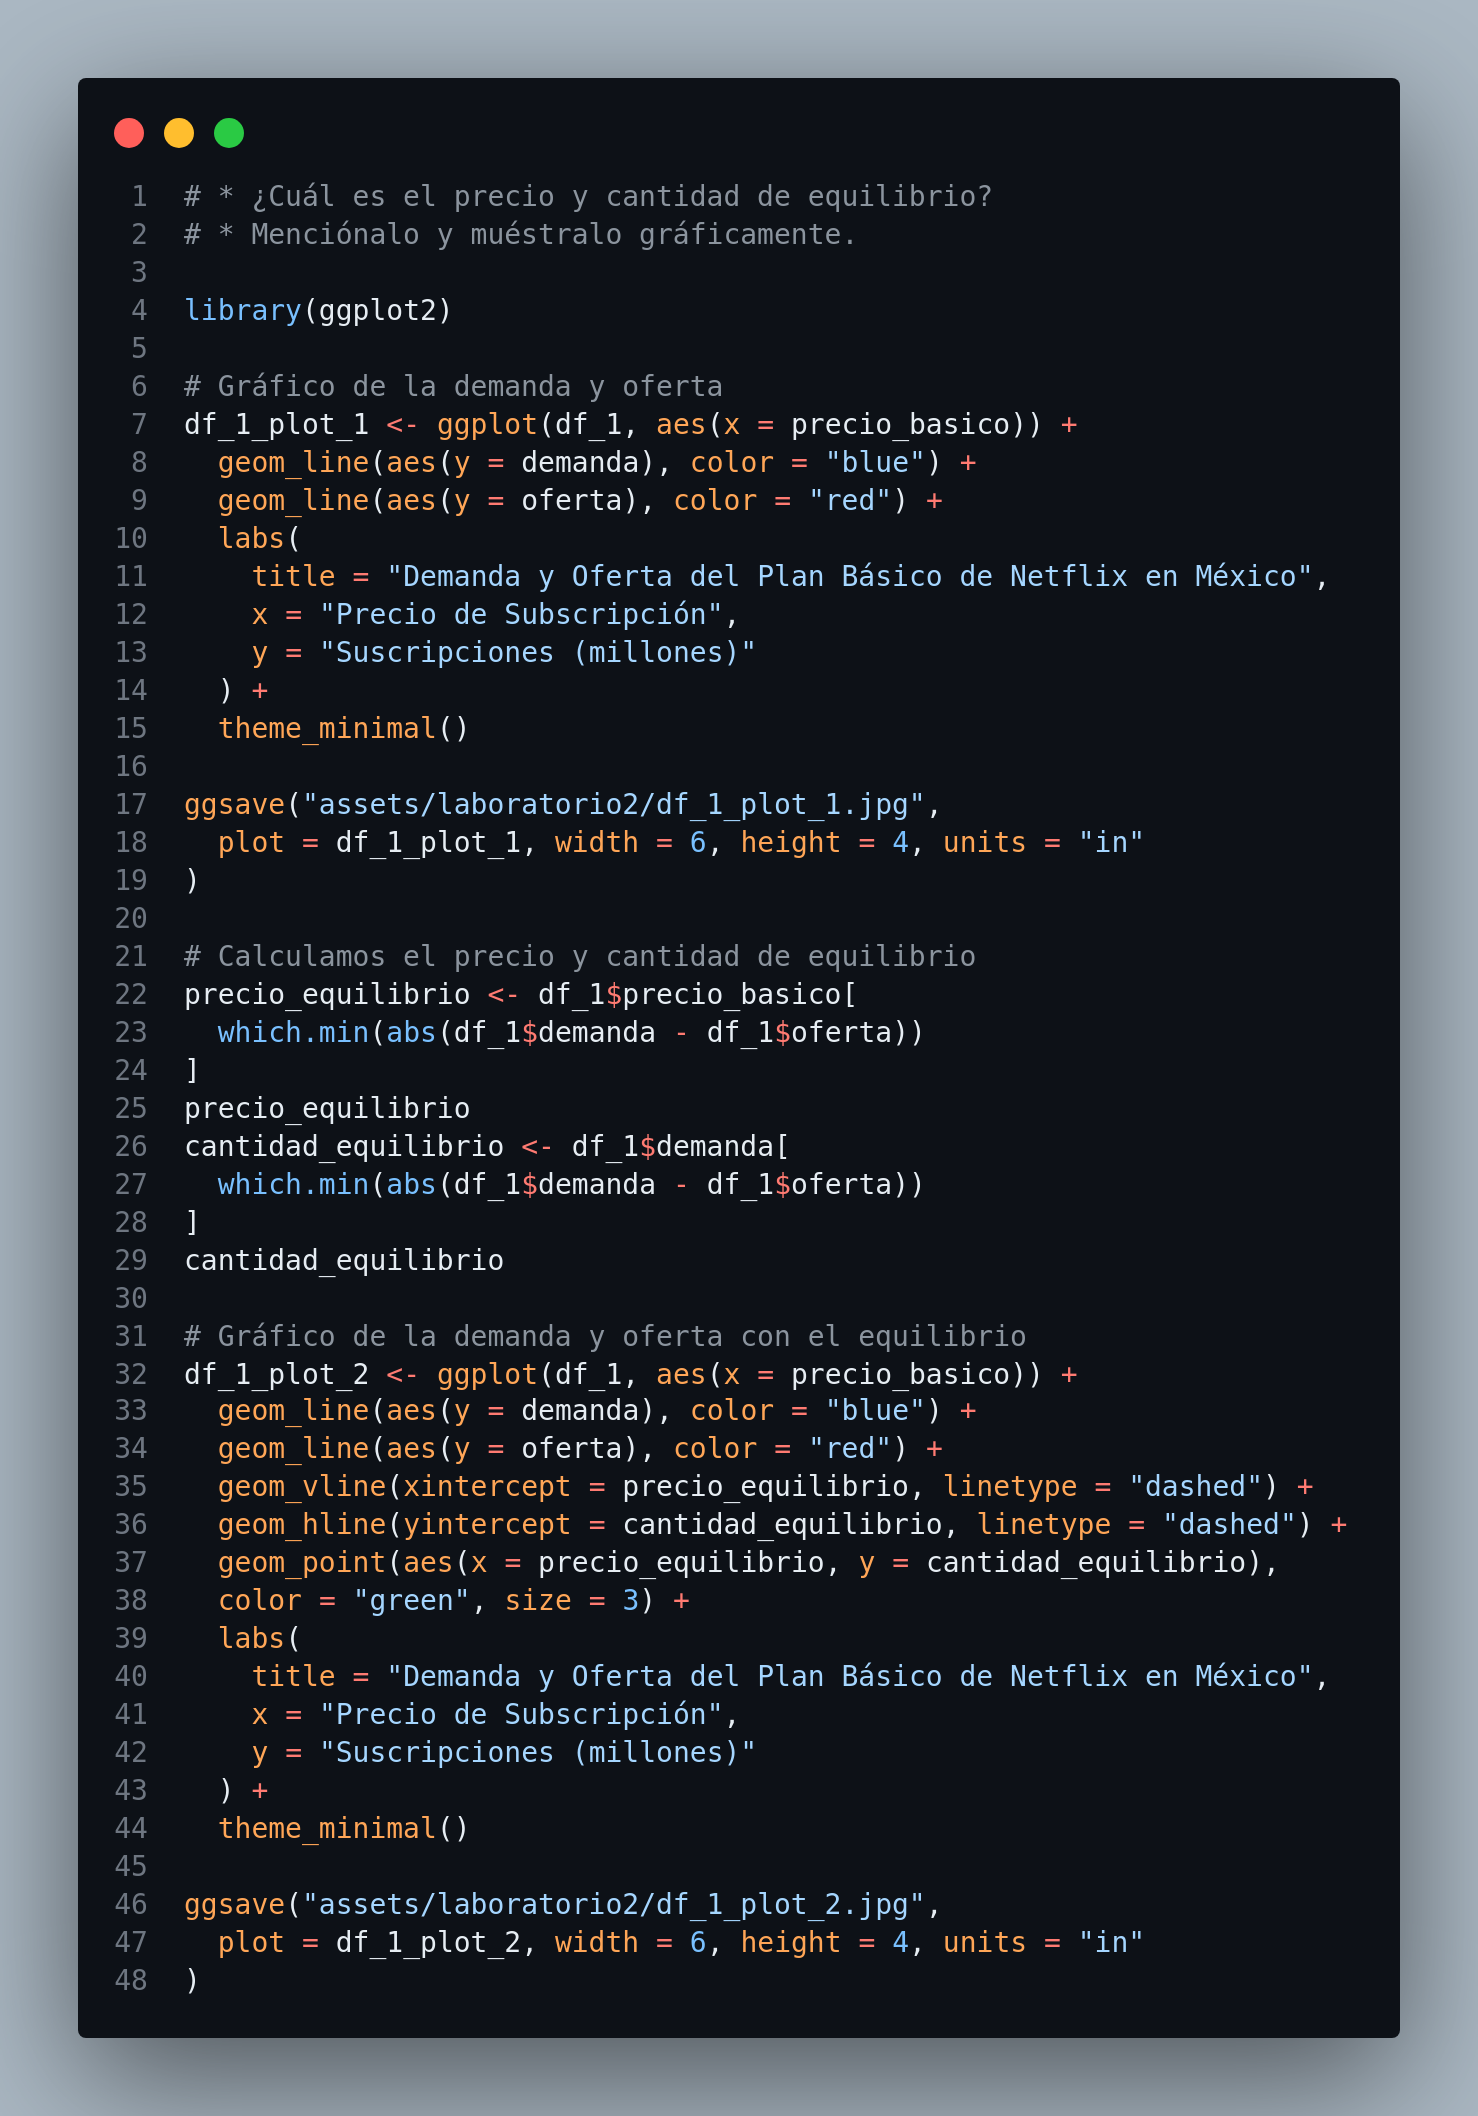 1 # * ¿Cuál es el precio y cantidad de equilibrio?
2 # * Menciónalo y muéstralo gráficamente.
3
4 library(ggplot2)
5
6 # Gráfico de la demanda y oferta
7 df_1_plot_1 <- ggplot(df_1, aes(x = precio_basico)) +
8   geom_line(aes(y = demanda), color = "blue") +
9   geom_line(aes(y = oferta), color = "red") +
10   labs(
11     title = "Demanda y Oferta del Plan Básico de Netflix en México",
12     x = "Precio de Subscripción",
13     y = "Suscripciones (millones)"
14   ) +
15   theme_minimal()
16
17 ggsave("assets/laboratorio2/df_1_plot_1.jpg",
18   plot = df_1_plot_1, width = 6, height = 4, units = "in"
19 )
20
21 # Calculamos el precio y cantidad de equilibrio
22 precio_equilibrio <- df_1$precio_basico[
23   which.min(abs(df_1$demanda - df_1$oferta))
24 ]
25 precio_equilibrio
26 cantidad_equilibrio <- df_1$demanda[
27   which.min(abs(df_1$demanda - df_1$oferta))
28 ]
29 cantidad_equilibrio
30
31 # Gráfico de la demanda y oferta con el equilibrio
32 df_1_plot_2 <- ggplot(df_1, aes(x = precio_basico)) +
33   geom_line(aes(y = demanda), color = "blue") +
34   geom_line(aes(y = oferta), color = "red") +
35   geom_vline(xintercept = precio_equilibrio, linetype = "dashed") +
36   geom_hline(yintercept = cantidad_equilibrio, linetype = "dashed") +
37   geom_point(aes(x = precio_equilibrio, y = cantidad_equilibrio),
38   color = "green", size = 3) +
39   labs(
40     title = "Demanda y Oferta del Plan Básico de Netflix en México",
41     x = "Precio de Subscripción",
42     y = "Suscripciones (millones)"
43   ) +
44   theme_minimal()
45
46 ggsave("assets/laboratorio2/df_1_plot_2.jpg",
47   plot = df_1_plot_2, width = 6, height = 4, units = "in"
48 )